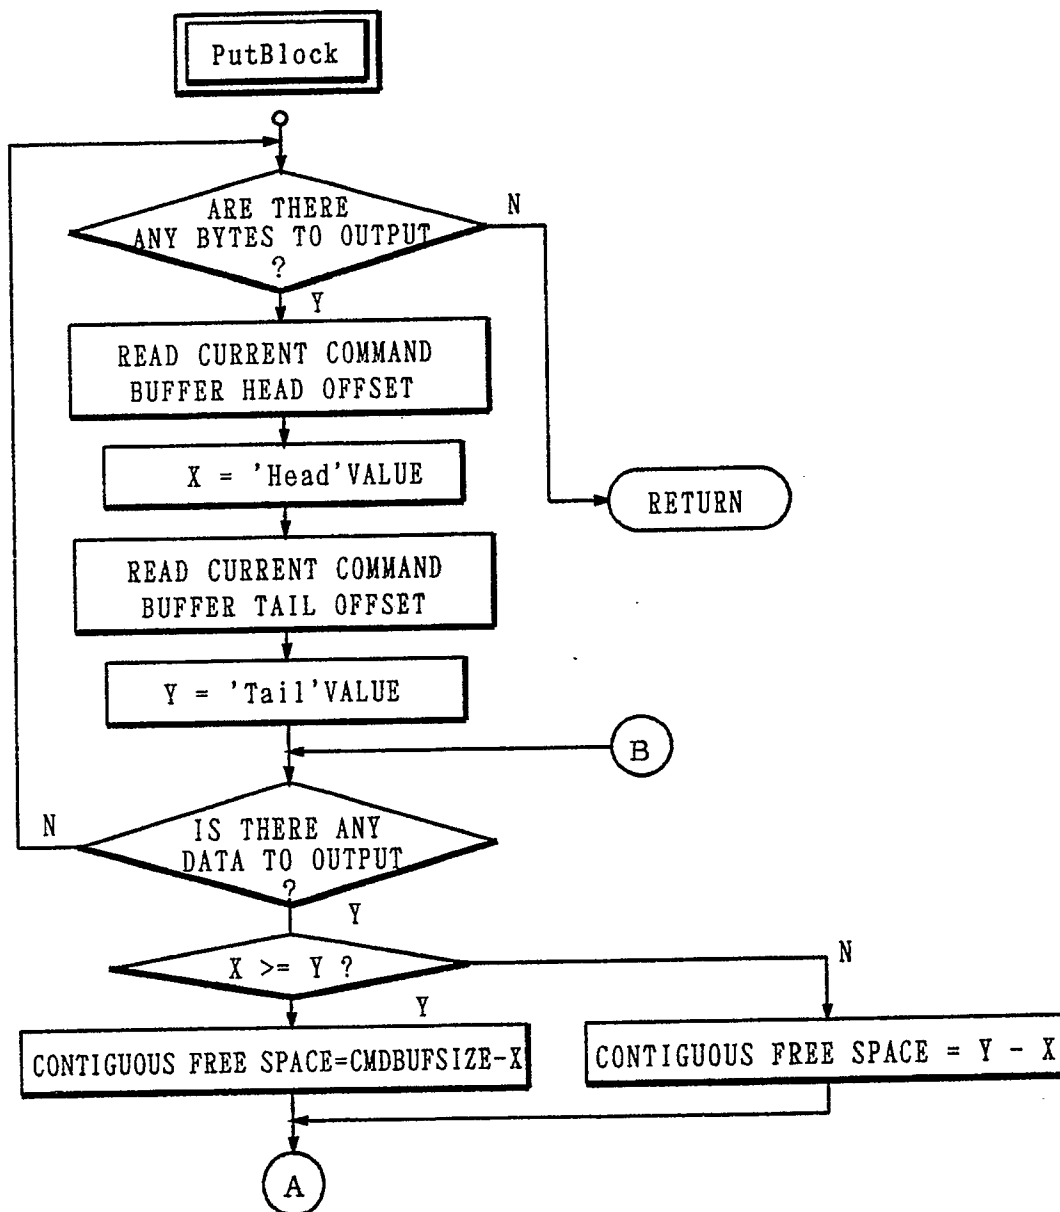 PutBlock
ARE THERE
ANY BYTES TO OUTPUT
?
N
Y
READ CURRENT COMMAND
BUFFER HEAD OFFSET
X = 'Head'VALUE
RETURN
READ CURRENT COMMAND
BUFFER TAIL OFFSET
Y = 'Tail'VALUE
B
N
IS THERE ANY
DATA TO OUTPUT
?
Y
X >= Y ?
N
Y
CONTIGUOUS FREE SPACE=CMDBUFSIZE-X
CONTIGUOUS FREE SPACE = Y - X
A